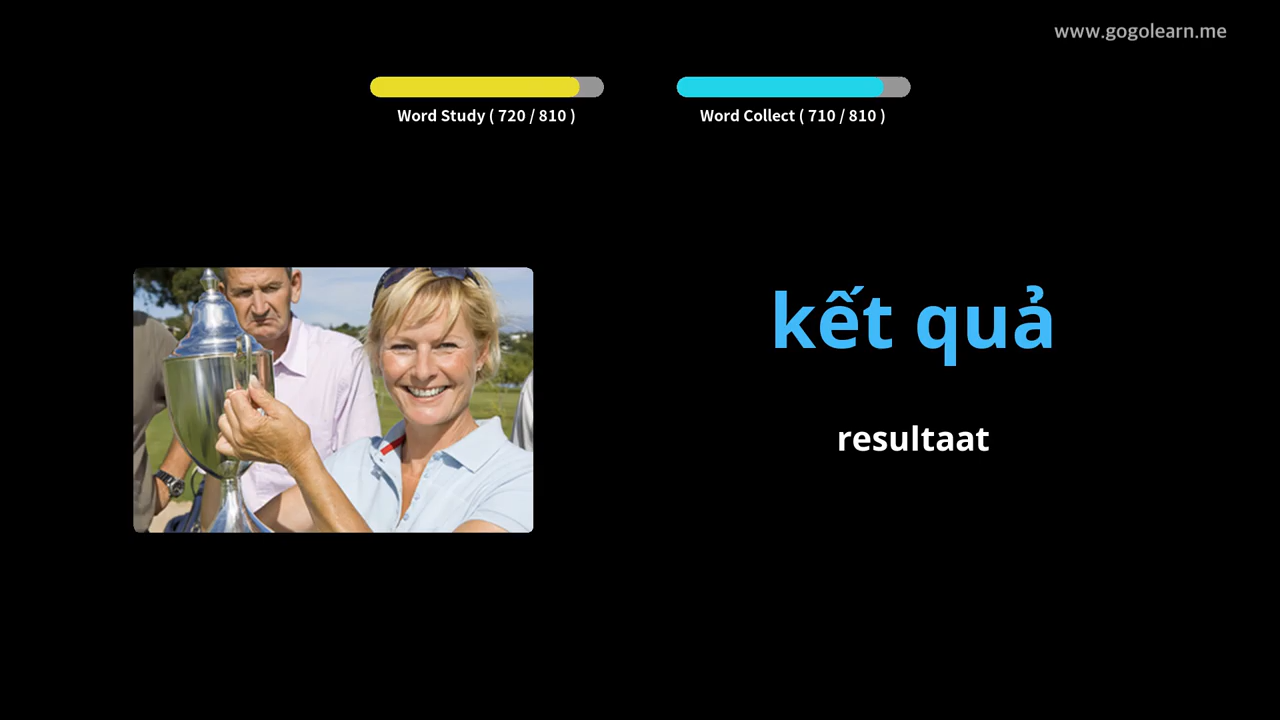 www.gogolearn.me
Word Study ( 720 / 810 )
Word Collect ( 710 / 810 )
kết quả
resultaat